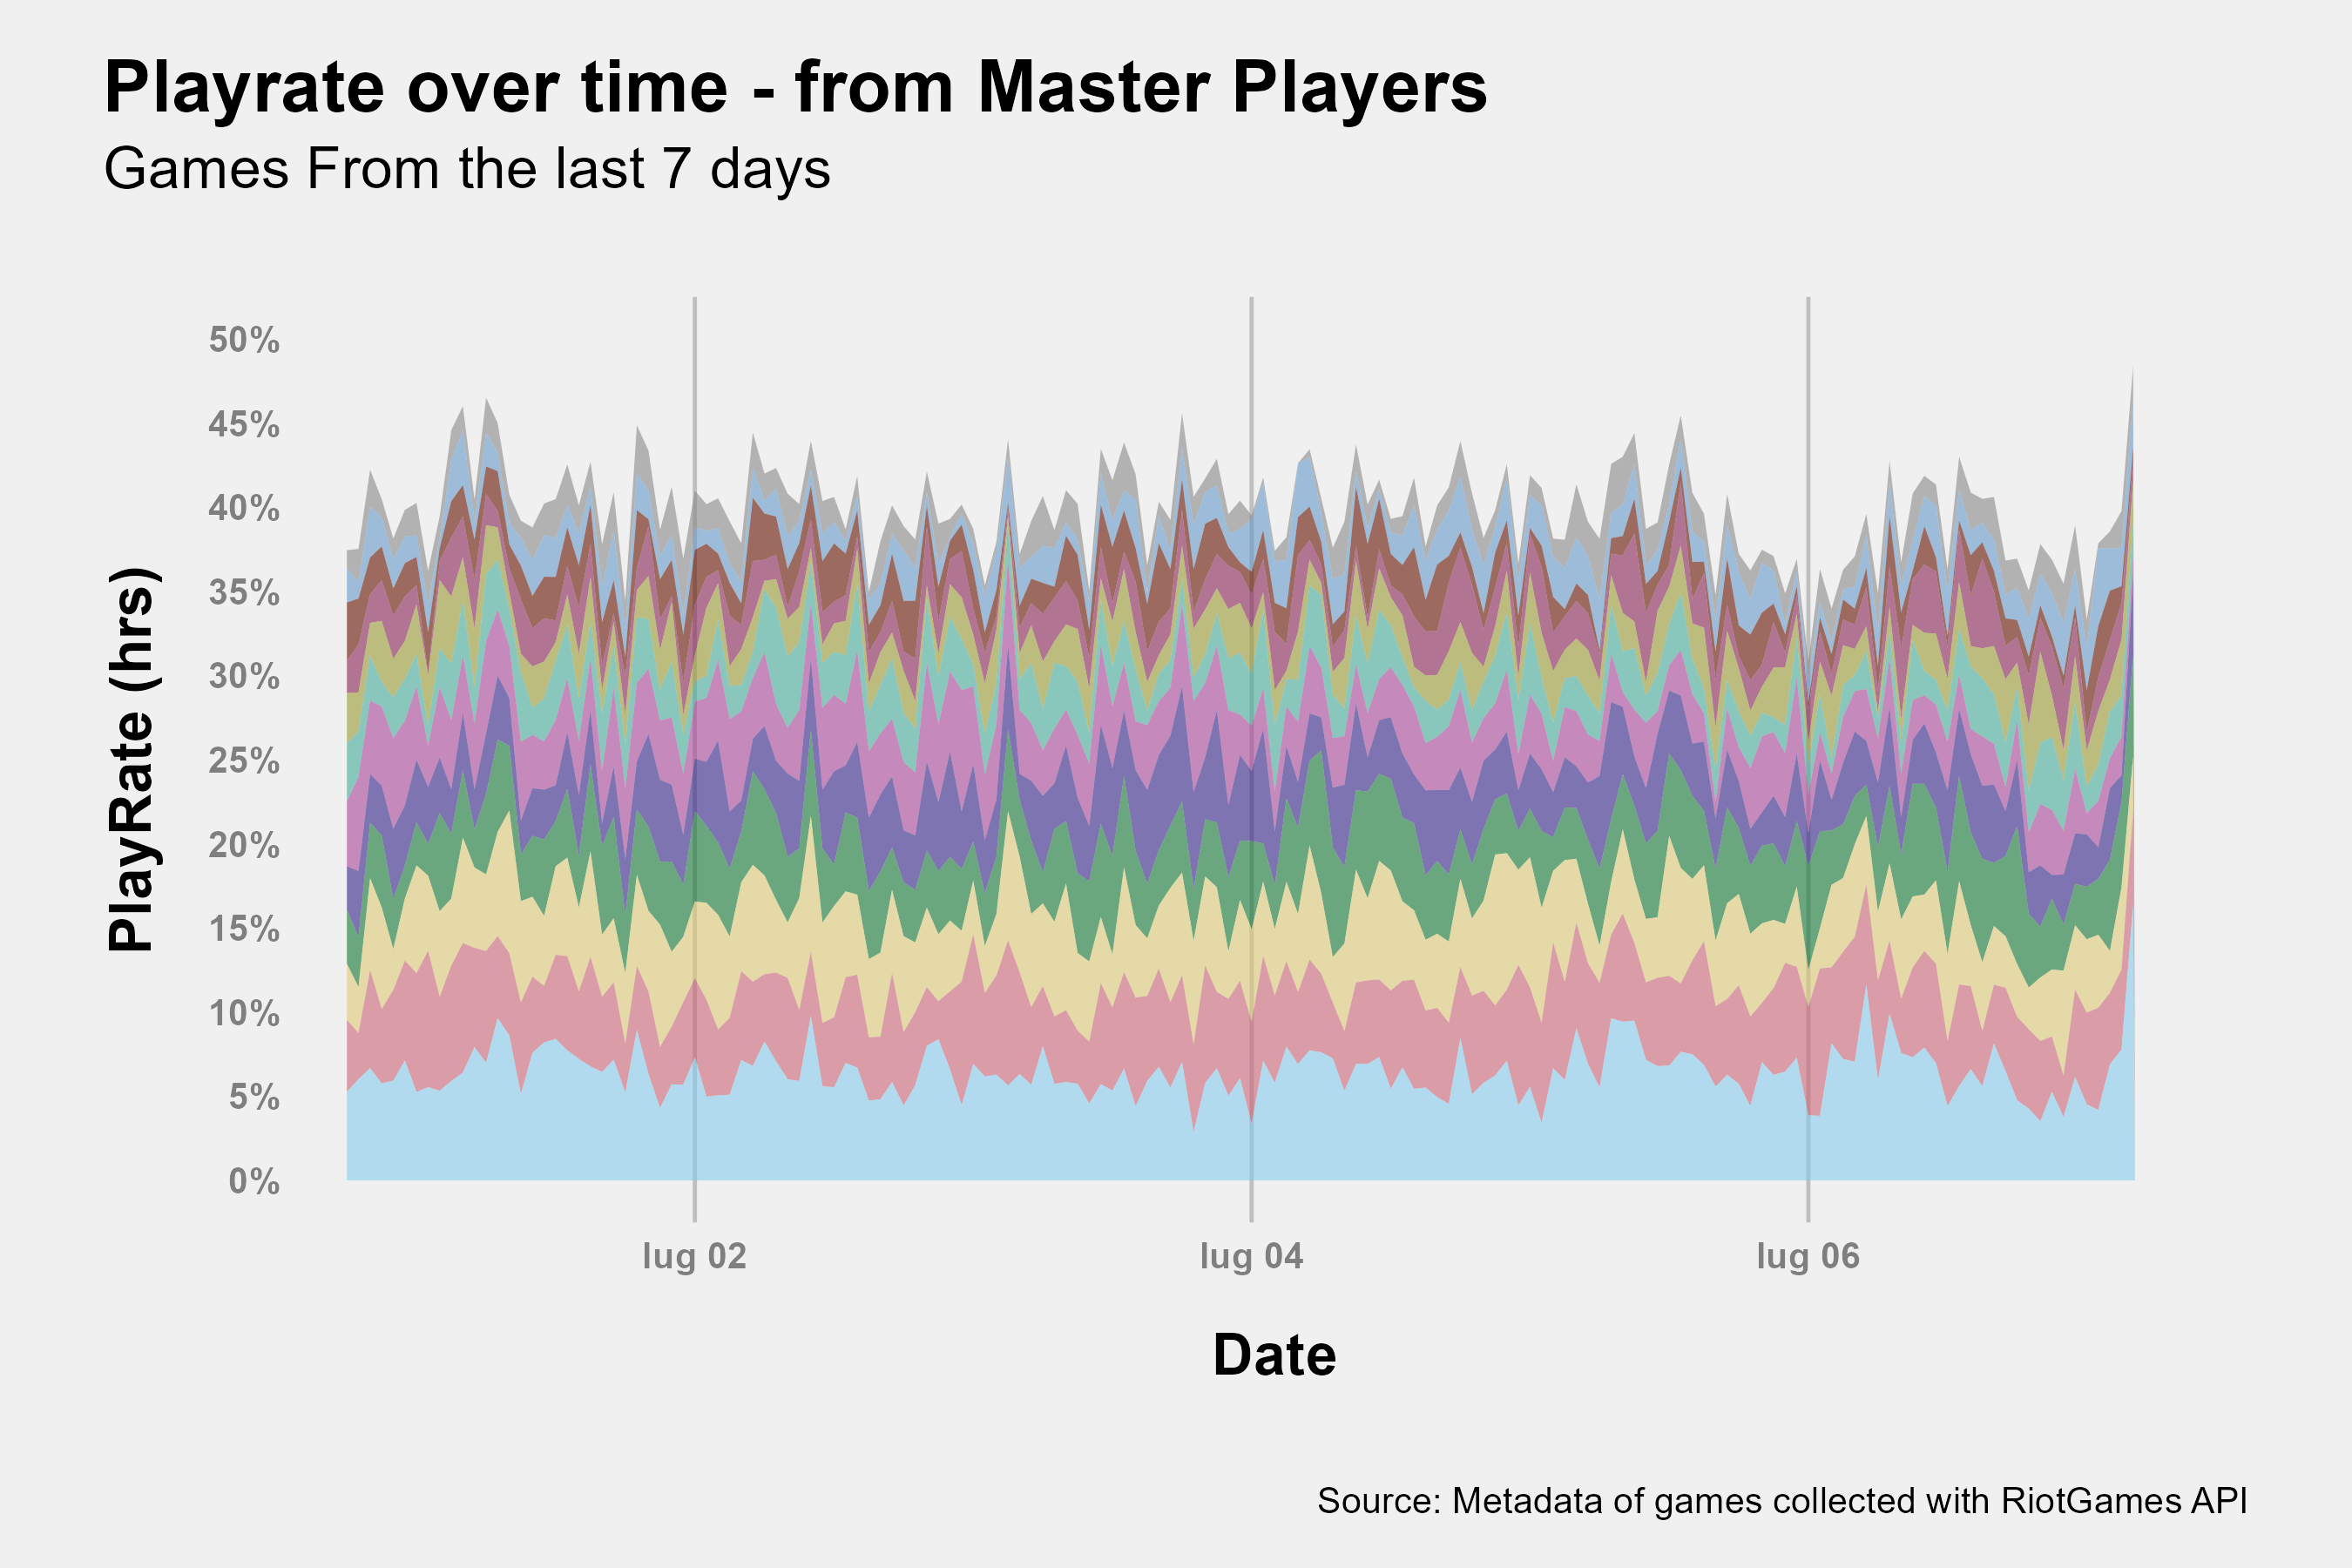 Playrate over time - from Master Players
Games From the last 7 days
PlayRate (hrs)
50%
45%
40%
35%
30%
25%
20%
15%
10%
5%
0%
lug 02
lug 04
lug 06
Date
Source: Metadata of games collected with RiotGames API